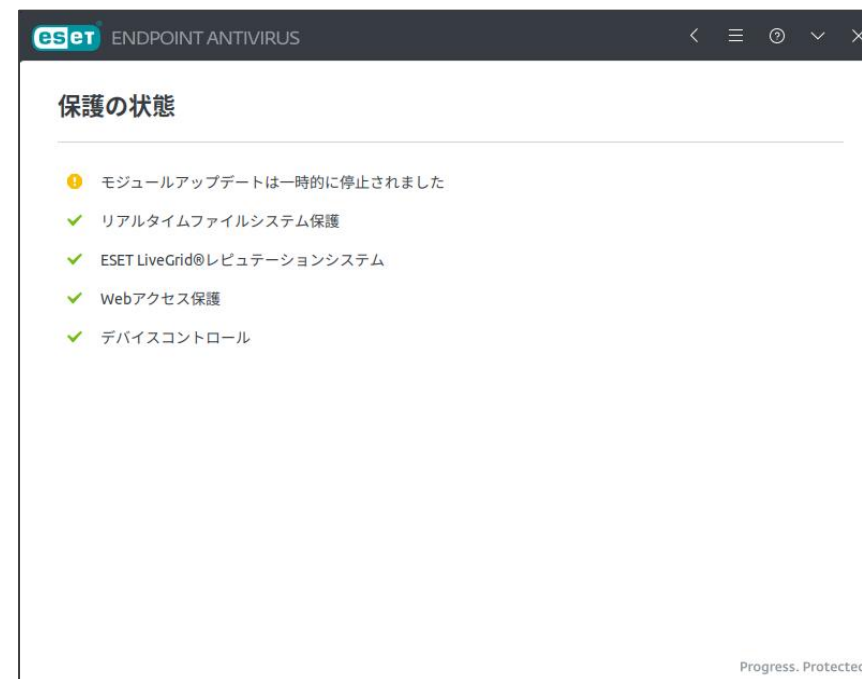 eset ENDPOINT ANTIVIRUS
保護の状態
モジュールアップデートは一時的に停止されました
リアルタイムファイルシステム保護
ESET LiveGrid®レピュテーションシステム
Webアクセス保護
デバイスコントロール
Progress. Protected